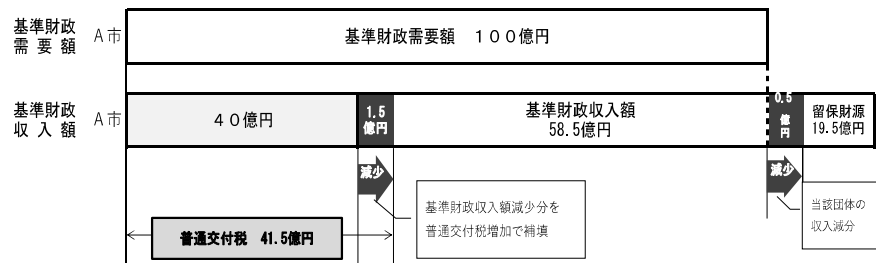 基準財政
需要額
A市
基準財政需要額 １００億円
基準財政
収入額
A市
４０億円
1.5
億円
基準財政収入額
58.5億円
0.5
億
円
留保財源
19.5億円
減少
減少
基準財政収入額減少分を
普通交付税増加で補填
当該団体の
収入減分
普通交付税 41.5億円